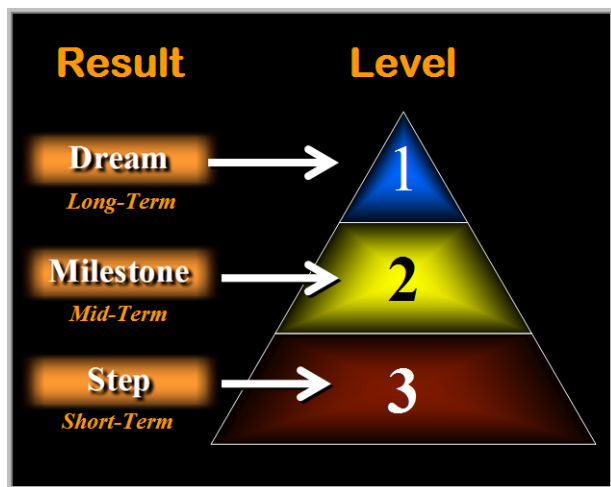 Result Level
Dream 1
Long-Term
Milestone 2
Mid-Term
Step 3
Short-Term